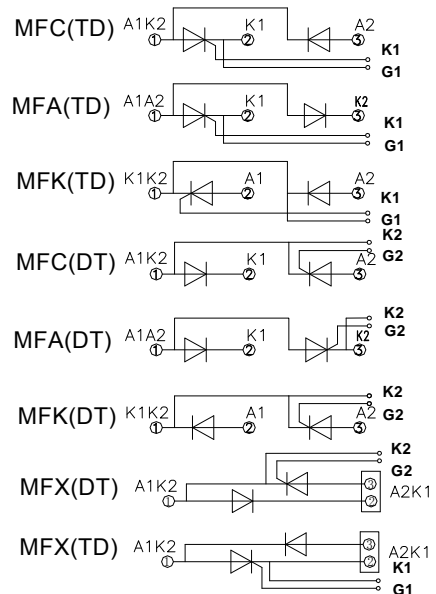 MFC(TD) A1K2 K1 A2
① ② ③ K1
G1
MFA(TD) A1A2 K1 K2
① ② ③ K1
G1
MFK(TD) K1K2 A1 A2
① ② ③ K1
G1
K2
MFC(DT) A1K2 K1 G2
A2
① ② ③
K2
MFA(DT) A1A2 K1 G2
K2
① ② ③
MFK(DT) K1K2 A1 K2
G2
A2
① ② ③
K2
G2
MFX(DT) A1K2 ③ A2K1
① ②
MFX(TD) A1K2 ③ A2K1
① ② K1
G1